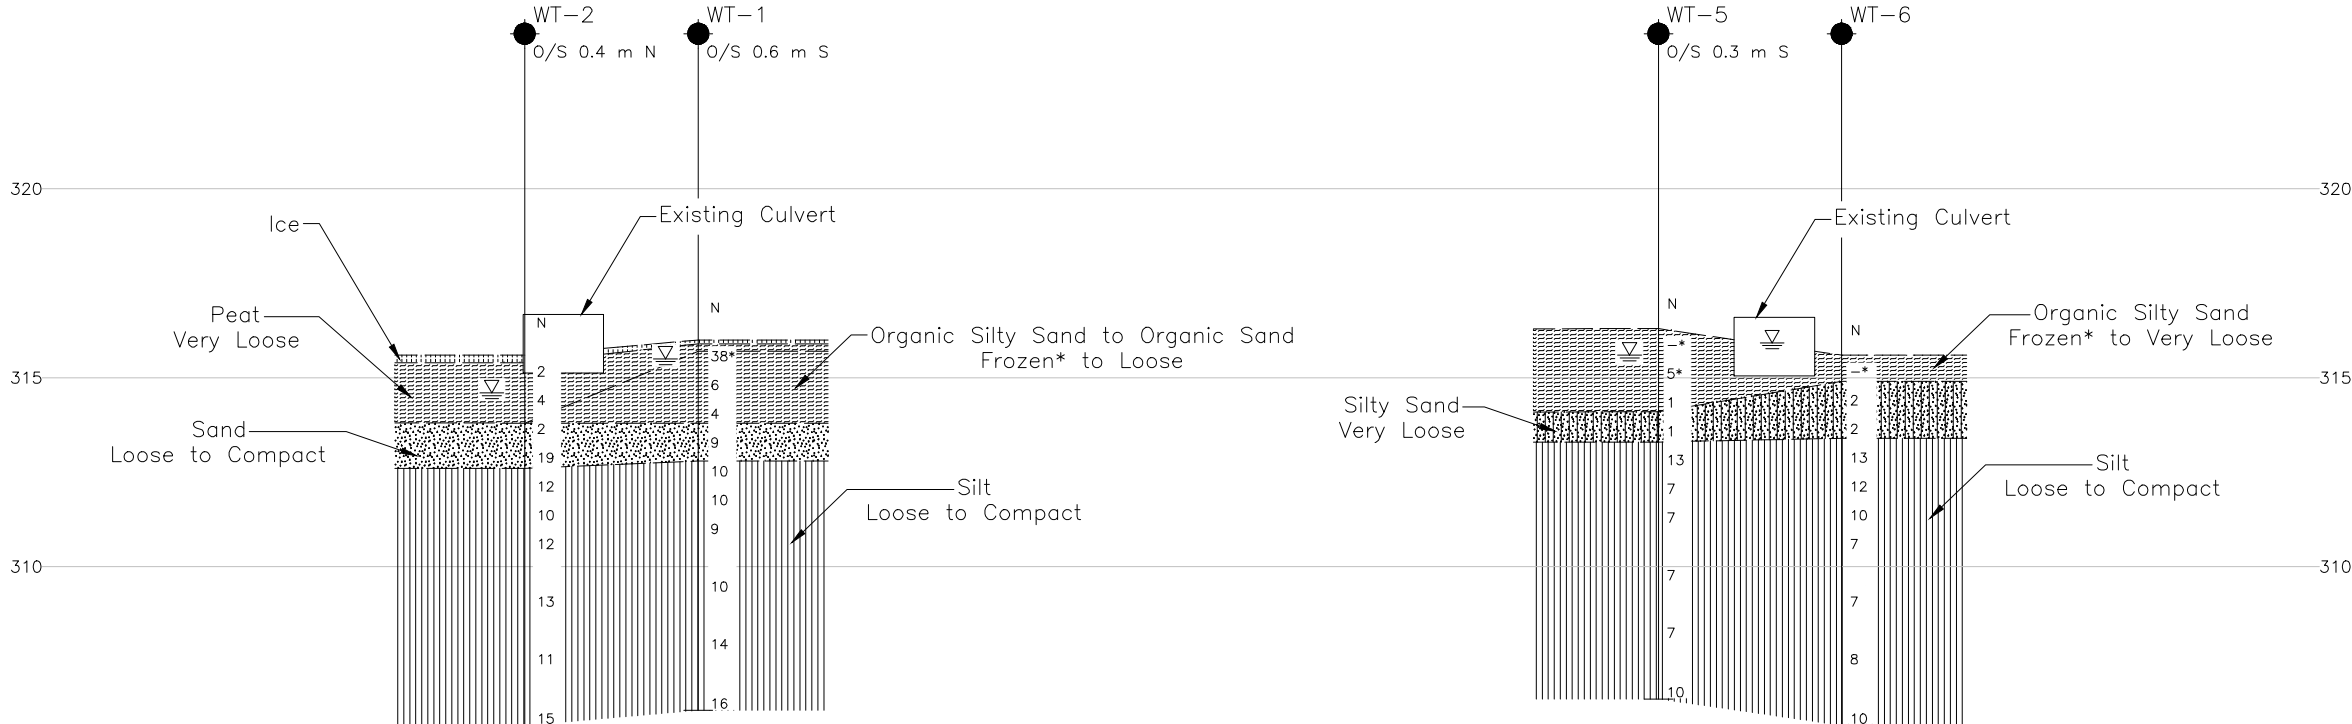 WT-2
O/S 0.4 m N
WT-1
O/S 0.6 m S
WT-5
O/S 0.3 m S
WT-6
320
320
Ice
Existing Culvert
Existing Culvert
Peat
Very Loose
Organic Silty Sand to Organic Sand
Frozen* to Loose
Organic Silty Sand
Frozen* to Very Loose
315
315
Sand
Loose to Compact
Silty Sand
Very Loose
Silt
Loose to Compact
Silt
Loose to Compact
310
310
N
2
4
2
19
12
10
12
13
11
15
N
38*
6
4
9
10
10
9
10
14
16
N
-*
5*
1
1
13
7
7
7
7
10
N
-*
2
2
13
12
10
7
7
8
10